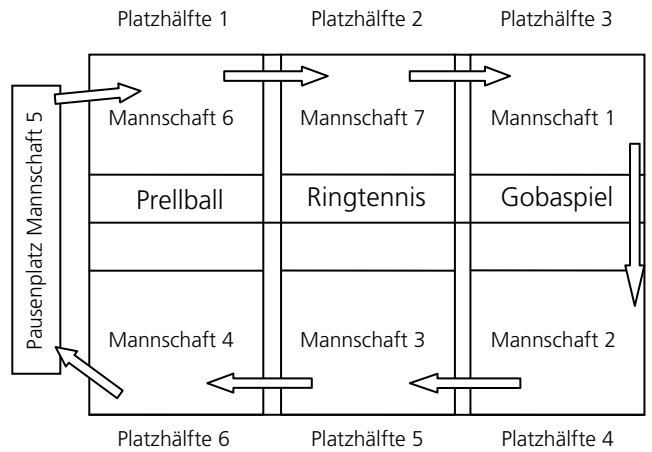 Platzhälfte 1 Platzhälfte 2 Platzhälfte 3
Pausenplatz Mannschaft 5
Mannschaft 6 Mannschaft 7 Mannschaft 1
Prellball Ringtennis Gobaspiel
Mannschaft 4 Mannschaft 3 Mannschaft 2
Platzhälfte 6 Platzhälfte 5 Platzhälfte 4